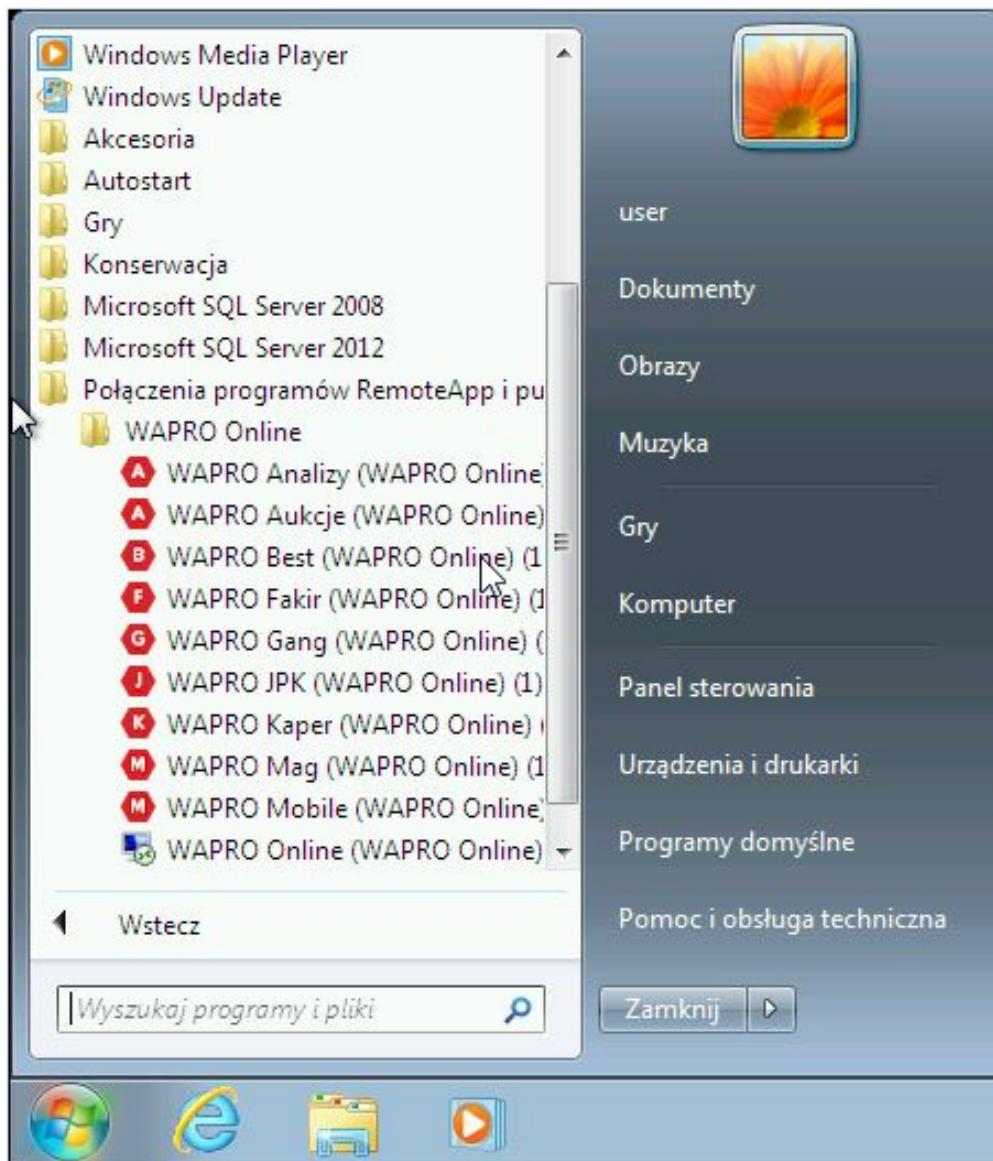 Windows Media Player
Windows Update
Akcesoria
Autostart
Gry
Konserwacja
Microsoft SQL Server 2008
Microsoft SQL Server 2012
Połączenia programów RemoteApp i pu
WAPRO Online
A WAPRO Analizy (WAPRO Online
A WAPRO Aukcje (WAPRO Online)
B WAPRO Best (WAPRO Online) (1
F WAPRO Fakir (WAPRO Online) (1
G WAPRO Gang (WAPRO Online) (
J WAPRO JPK (WAPRO Online) (1)
K WAPRO Kaper (WAPRO Online) (
M WAPRO Mag (WAPRO Online) (1
M WAPRO Mobile (WAPRO Online)
WAPRO Online (WAPRO Online)
Wstecz
Wyszukaj programy i pliki
user
Dokumenty
Obrazy
Muzyka
Gry
Komputer
Panel sterowania
Urządzenia i drukarki
Programy domyślne
Pomoc i obsługa techniczna
Zamknij